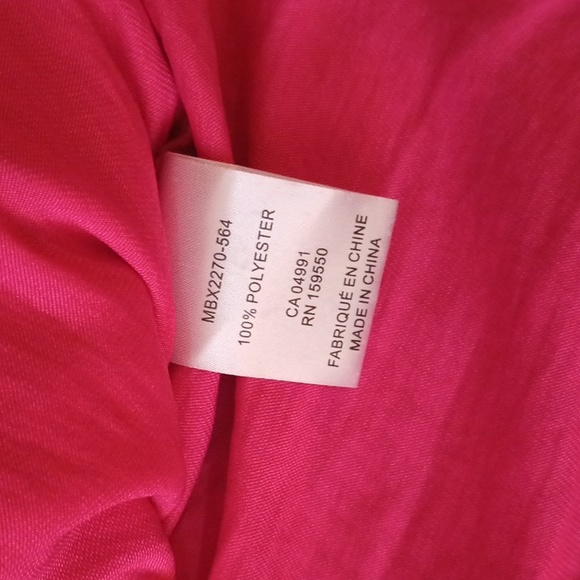 MBX2270-564
100% POLYESTER
CA 04991
RN 159550
FABRIQUÉ EN CHINE
MADE IN CHINA